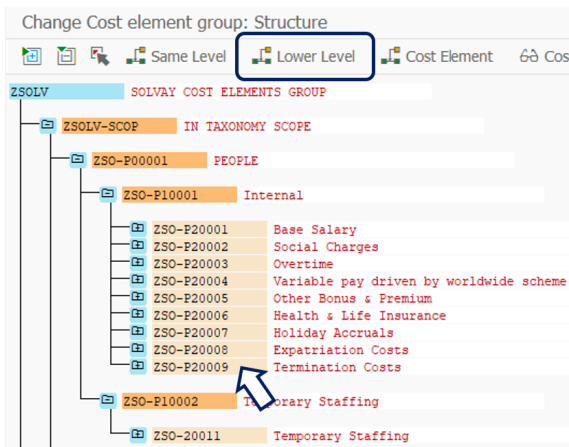 Change Cost element group: Structure
Same Level Lower Level Cost Element Cos
ZSOLV SOLVAY COST ELEMENTS GROUP
ZSOLV-SCOP IN TAXONOMY SCOPE
ZSO-P00001 PEOPLE
ZSO-P10001 Internal
ZSO-P20001 Base Salary
ZSO-P20002 Social Charges
ZSO-P20003 Overtime
ZSO-P20004 Variable pay driven by worldwide scheme
ZSO-P20005 Other Bonus & Premium
ZSO-P20006 Health & Life Insurance
ZSO-P20007 Holiday Accruals
ZSO-P20008 Expatriation Costs
ZSO-P20009 Termination Costs
ZSO-P10002 Temporary Staffing
ZSO-20011 Temporary Staffing